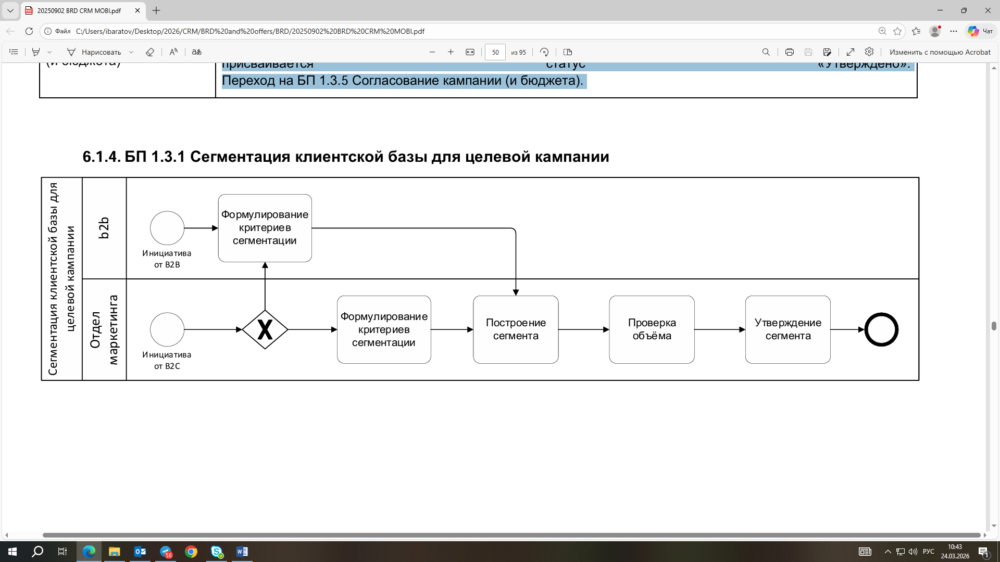 20250902 BRD CRM MOBI.pdf
Файл C:/Users/ibaratov/Desktop/2026/CRM/BRD%20and%20offers/BRD/20250902%20BRD%20CRM%20MOBI.pdf
Чат
Нарисовать
50 из 95
Изменить с помощью Acrobat
(и бюджета)
присваивается статус «Утверждено».
Переход на БП 1.3.5 Согласование кампании (и бюджета).
6.1.4. БП 1.3.1 Сегментация клиентской базы для целевой кампании
Сегментация клиентской базы для
целевой кампании
b2b
Инициатива
от B2B
Формулирование
критериев
сегментации
Отдел
маркетинга
Инициатива
от B2C
X
Формулирование
критериев
сегментации
Построение
сегмента
Проверка
объёма
Утверждение
сегмента
56
РУС
10:43
24.03.2026
1